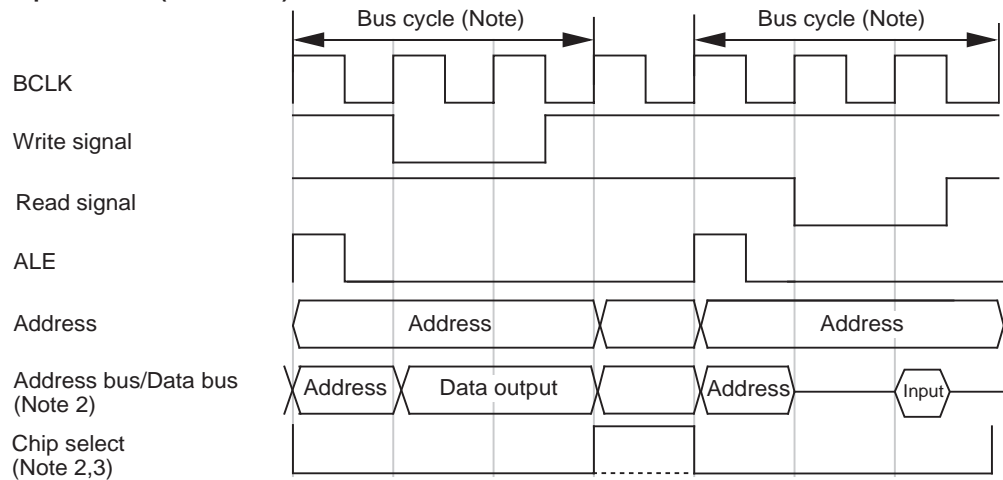 Bus cycle (Note) Bus cycle (Note)
BCLK
Write signal
Read signal
ALE
Address Address Address
Address bus/Data bus Address Data output Address Input
(Note 2)
Chip select
(Note 2,3)